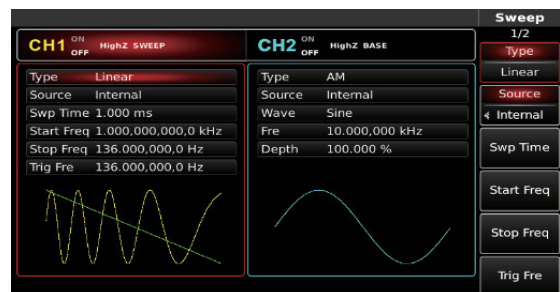 Sweep
1/2
CH1 ON OFF HighZ SWEEP
CH2 ON OFF HighZ BASE
Type Linear
Source Internal
Swp Time 1.000 ms
Start Freq 1.000,000,000,0 kHz
Stop Freq 136.000,000,0 Hz
Trig Fre 136.000,000,0 Hz
Type AM
Source Internal
Wave Sine
Fre 10.000,000 kHz
Depth 100.000 %
Type
Linear
Source
Internal
Swp Time
Start Freq
Stop Freq
Trig Fre